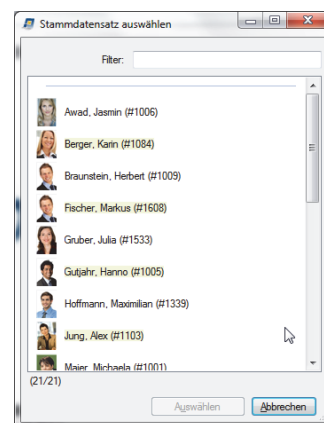 Stammdatensatz auswählen
Filter:
Awad, Jasmin (#1006)
Berger, Karin (#1084)
Braunstein, Herbert (#1009)
Fischer, Markus (#1608)
Gruber, Julia (#1533)
Gutjahr, Hanno (#1005)
Hoffmann, Maximilian (#1339)
Jung, Alex (#1103)
Maier, Michaela (#1001)
(21/21)
Auswählen
Abbrechen